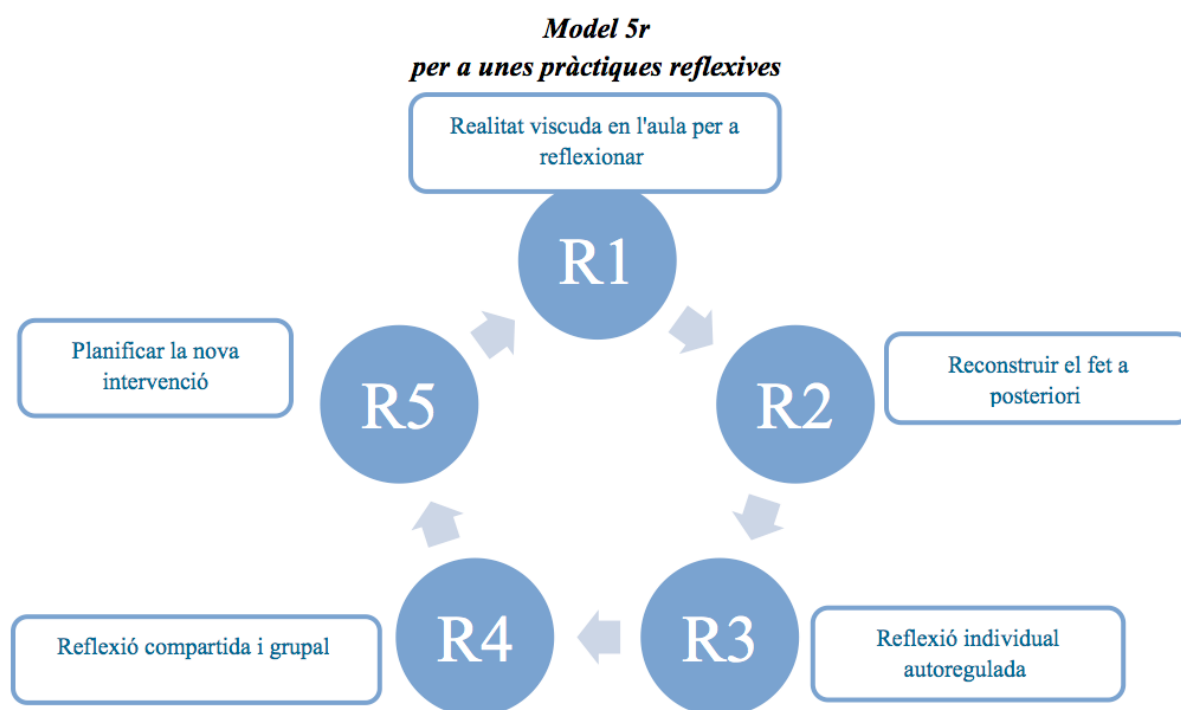 Model 5r
per a unes pràctiques reflexives
Realitat viscuda en l'aula per a
reflexionar
R1
R2
Reconstruir el fet a
posteriori
R3
Reflexió individual
autoregulada
R4
Reflexió compartida i grupal
R5
Planificar la nova
intervenció